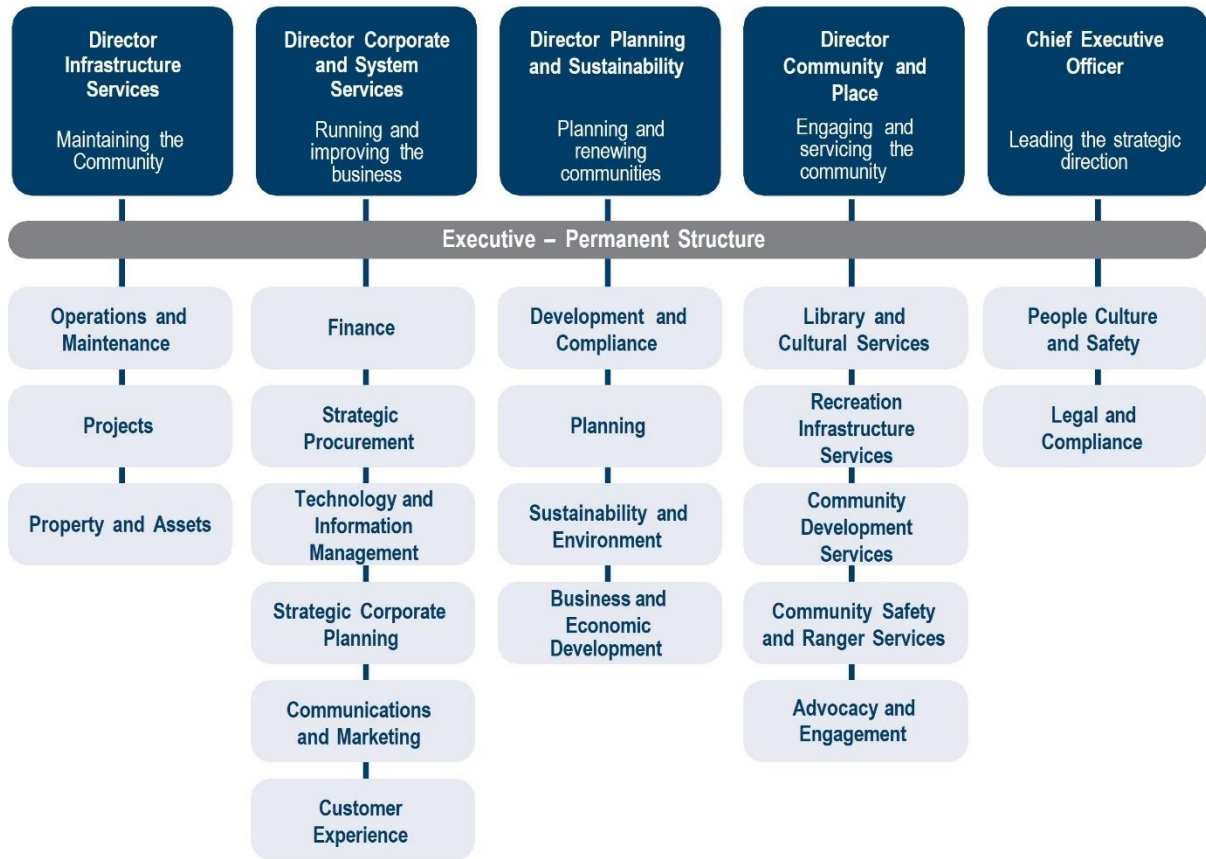 Director
Infrastructure
Services
Maintaining the
Community
Director Corporate
and System
Services
Running and
improving the
business
Director Planning
and Sustainability
Planning and
renewing
communities
Director
Community and
Place
Engaging and
servicing the
community
Chief Executive
Officer
Leading the strategic
direction
Executive – Permanent Structure
Operations and
Maintenance
Projects
Property and Assets
Finance
Strategic
Procurement
Technology and
Information
Management
Strategic Corporate
Planning
Communications
and Marketing
Customer
Experience
Development and
Compliance
Planning
Sustainability and
Environment
Business and
Economic
Development
Library and
Cultural Services
Recreation
Infrastructure
Services
Community
Development
Services
Community Safety
and Ranger Services
Advocacy and
Engagement
People Culture
and Safety
Legal and
Compliance